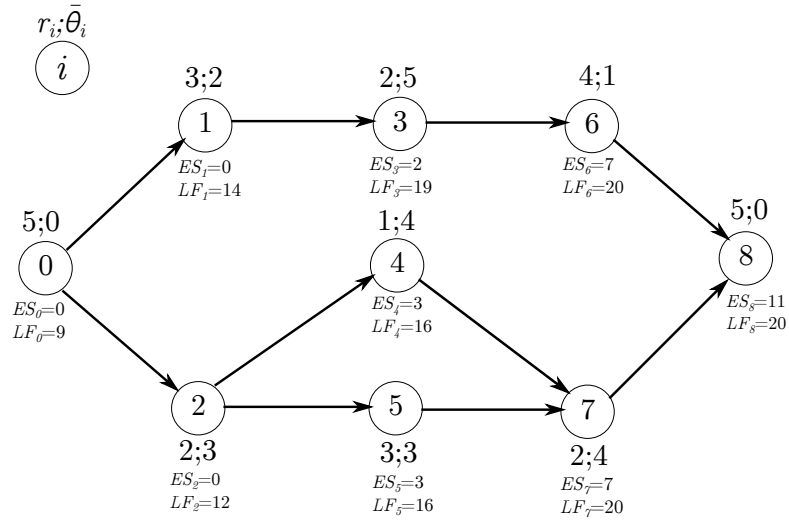 r_i;θ̄_i
i
3;2
1
ES_1=0
LF_1=14
2;5
3
ES_3=2
LF_3=19
4;1
6
ES_6=7
LF_6=20
5;0
0
ES_0=0
LF_0=9
1;4
4
ES_4=3
LF_4=16
5;0
8
ES_8=11
LF_8=20
2
2;3
ES_2=0
LF_2=12
5
3;3
ES_5=3
LF_5=16
7
2;4
ES_7=7
LF_7=20